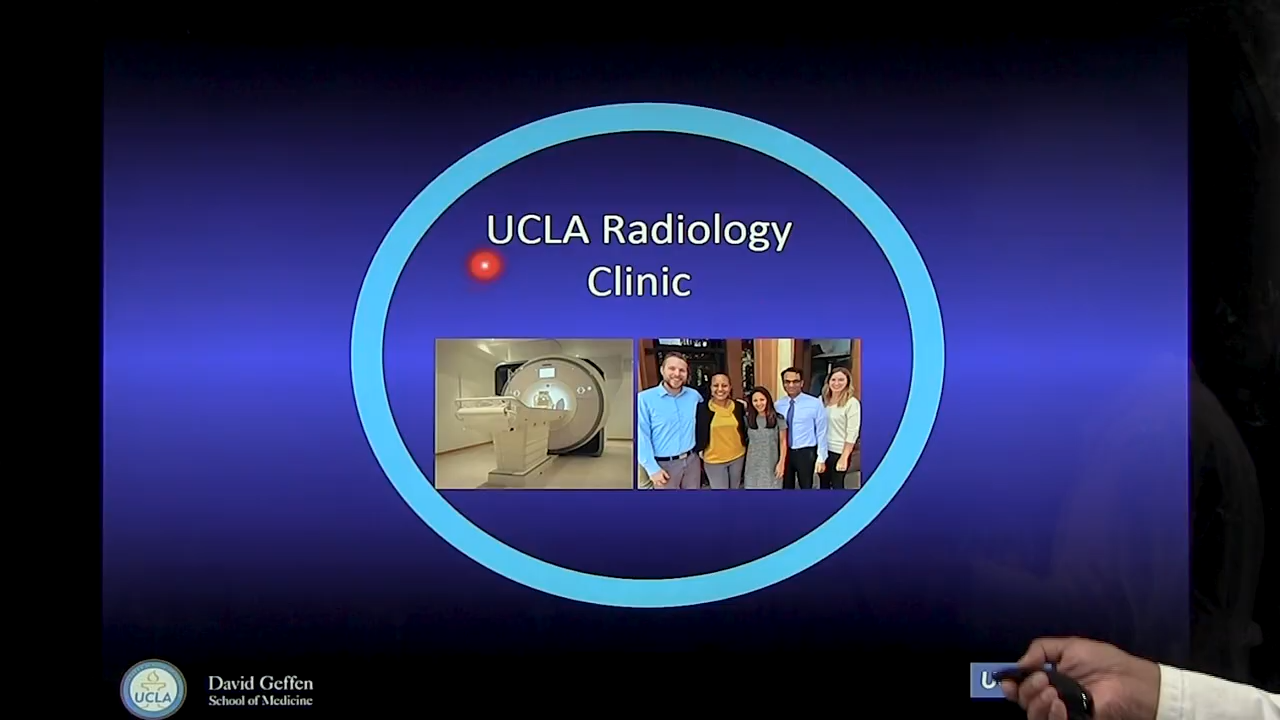 UCLA Radiology
Clinic
UCLA
David Geffen
School of Medicine